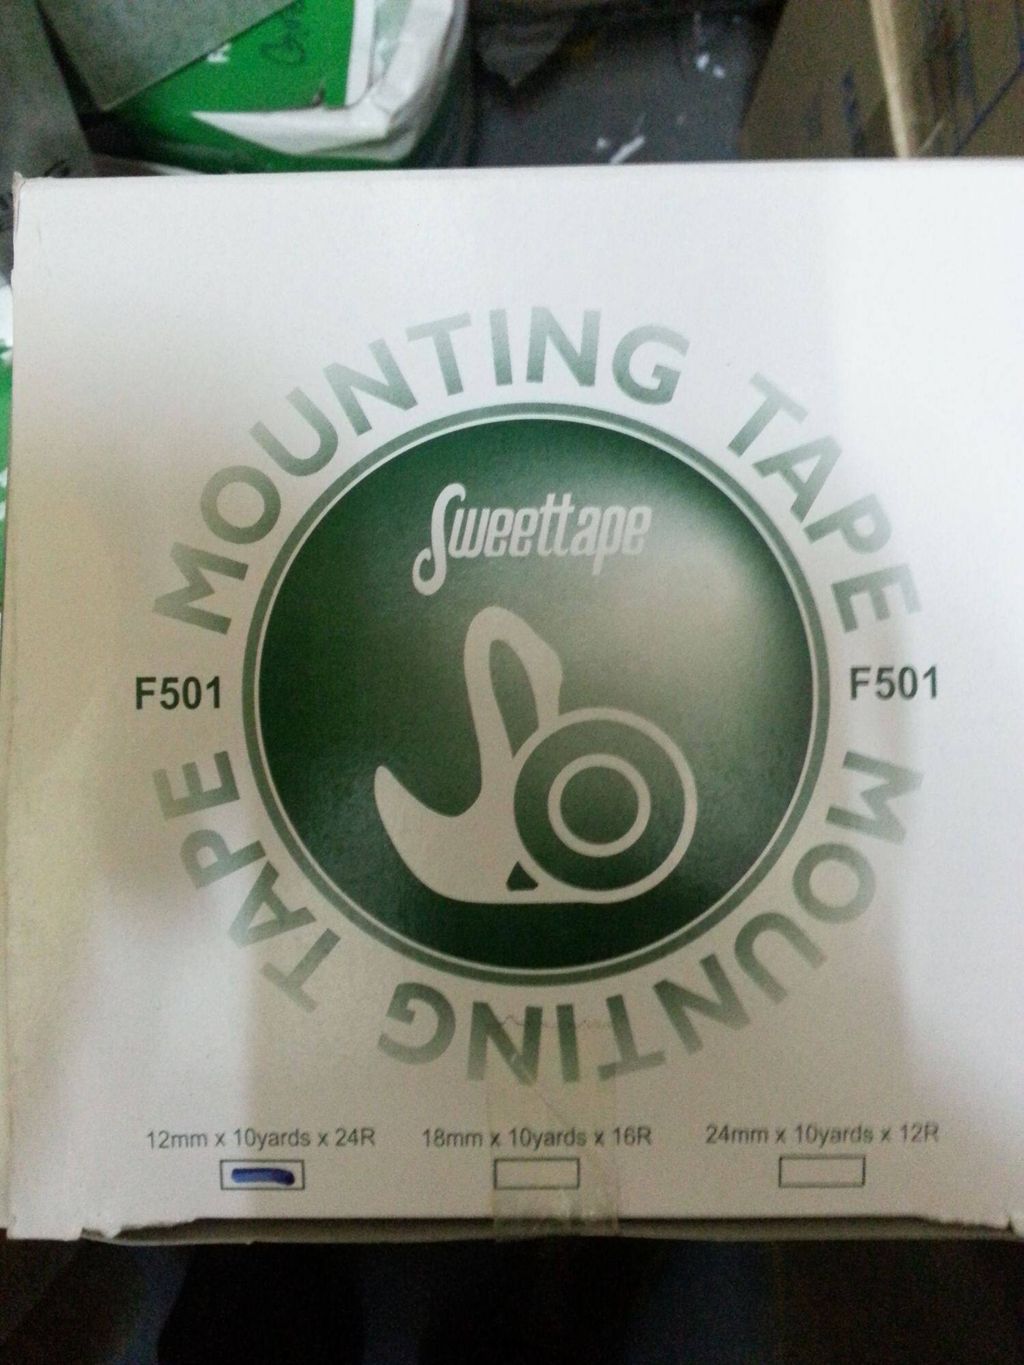 MOUNTING TAPE
Sweettape
F501
F501
MOUNTING TAPE
12mm x 10yards x 24R
18mm x 10yards x 16R
24mm x 10yards x 12R